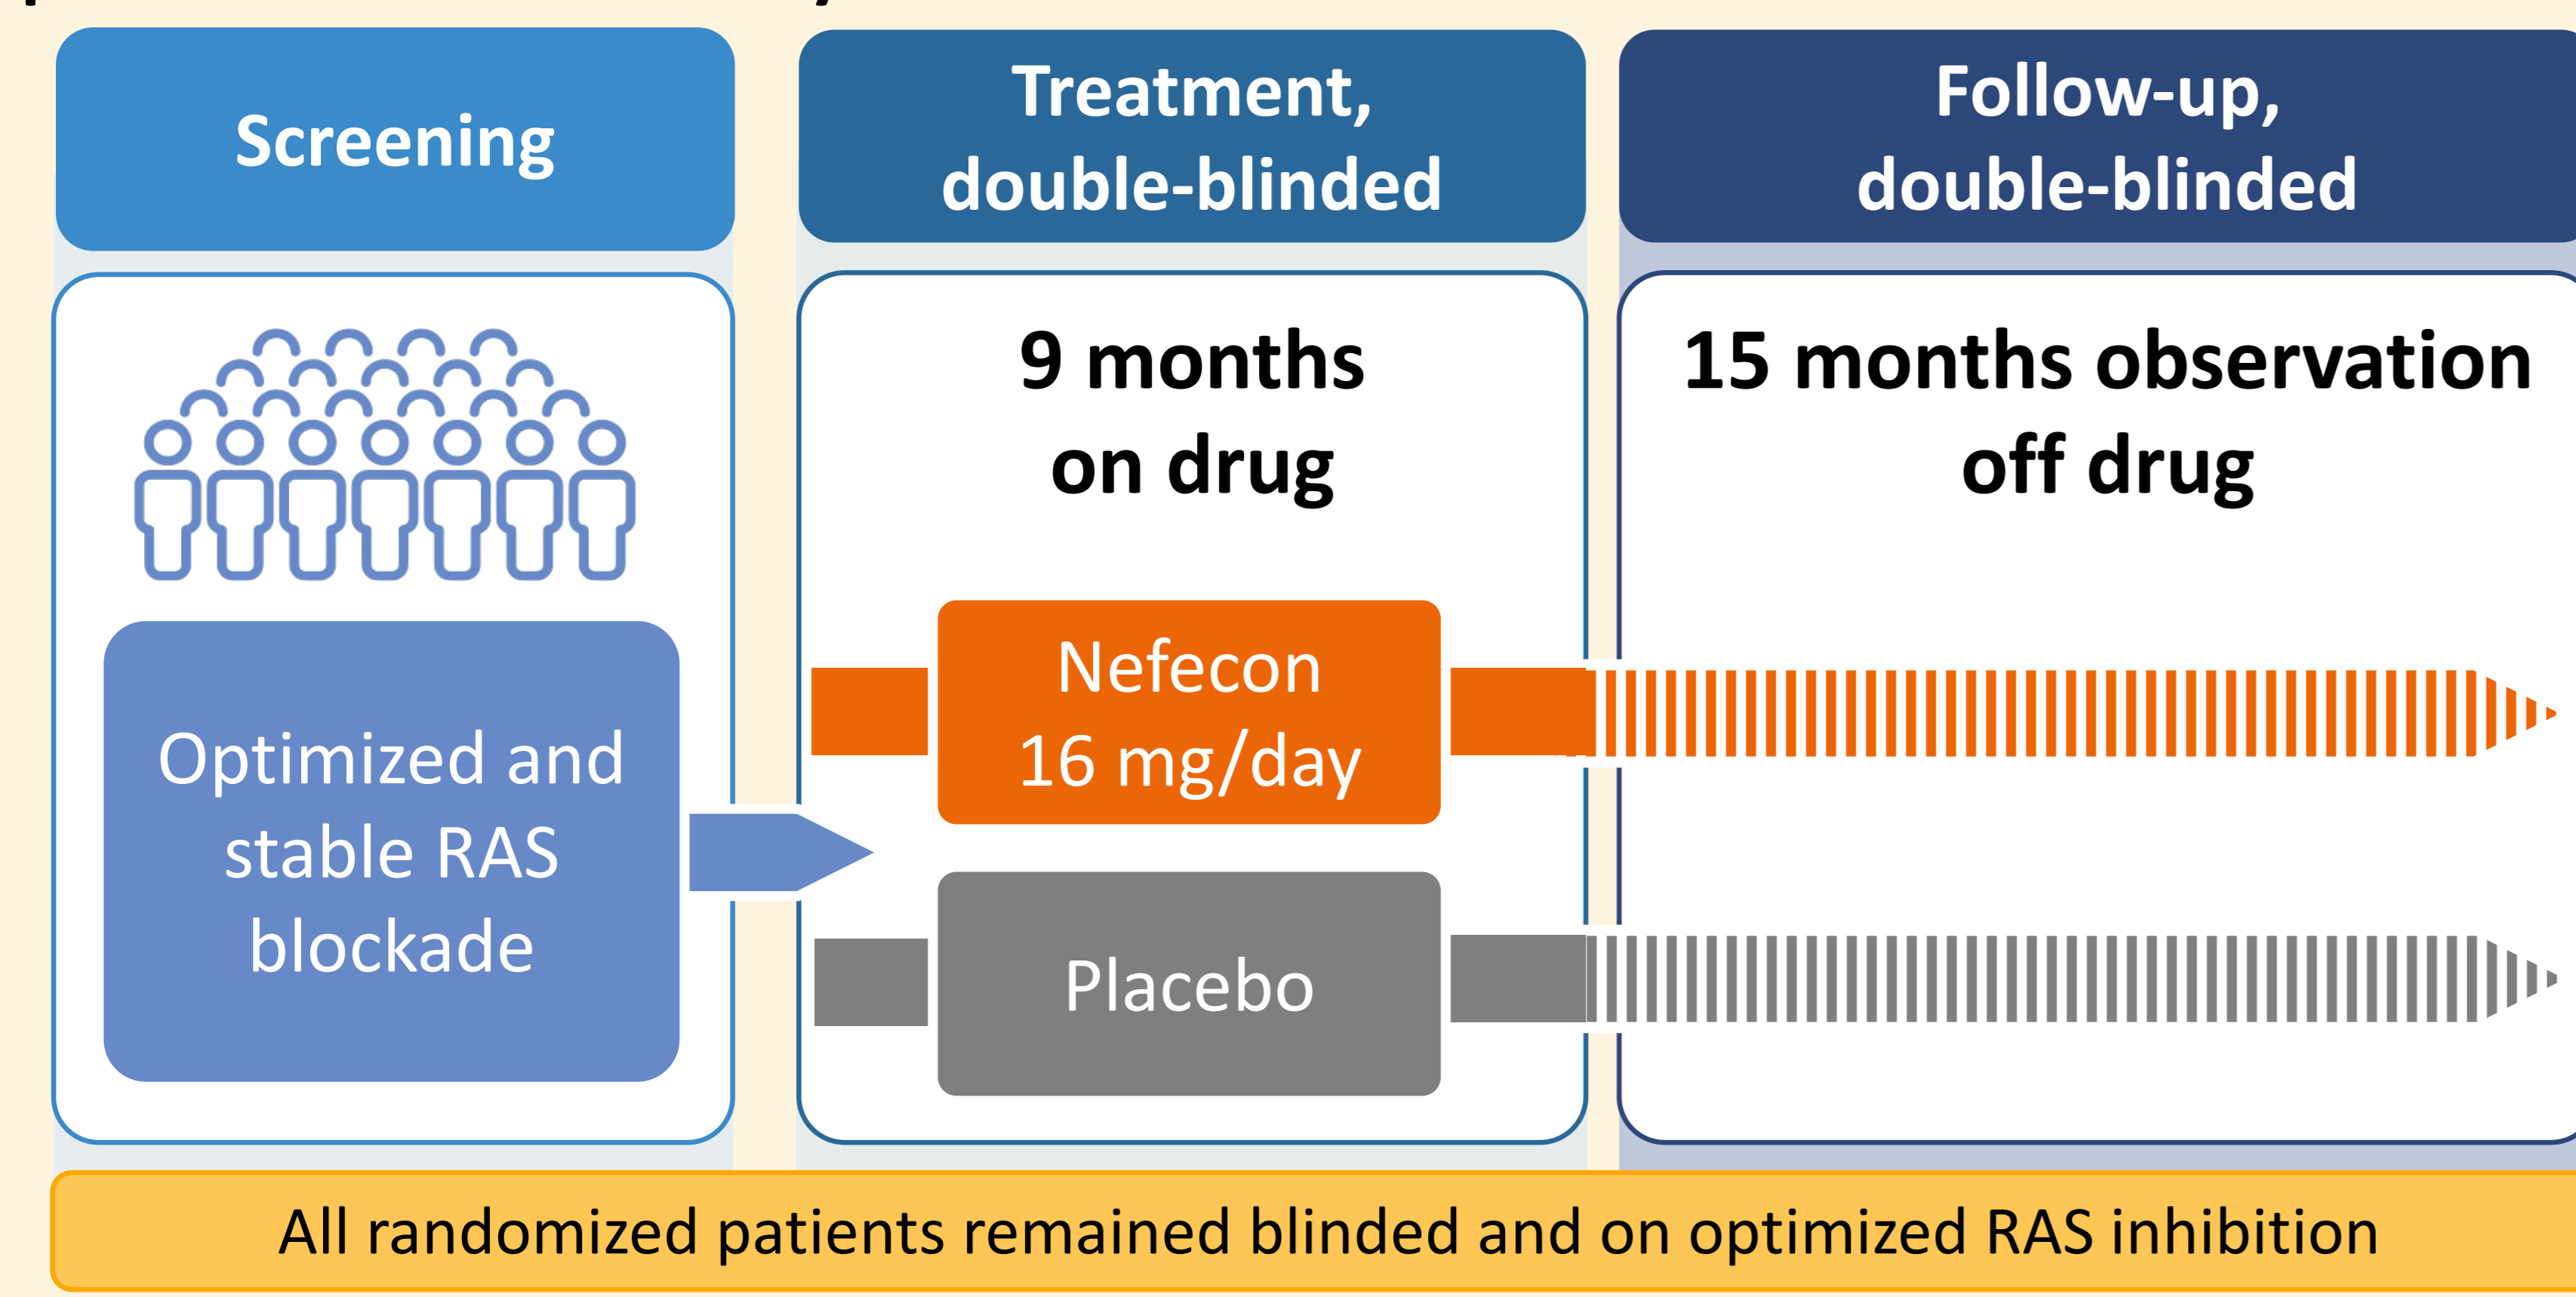 Screening
Treatment,
double-blinded
Follow-up,
double-blinded
Optimized and
stable RAS
blockade
9 months
on drug
Nefecon
16 mg/day
Placebo
15 months observation
off drug
All randomized patients remained blinded and on optimized RAS inhibition